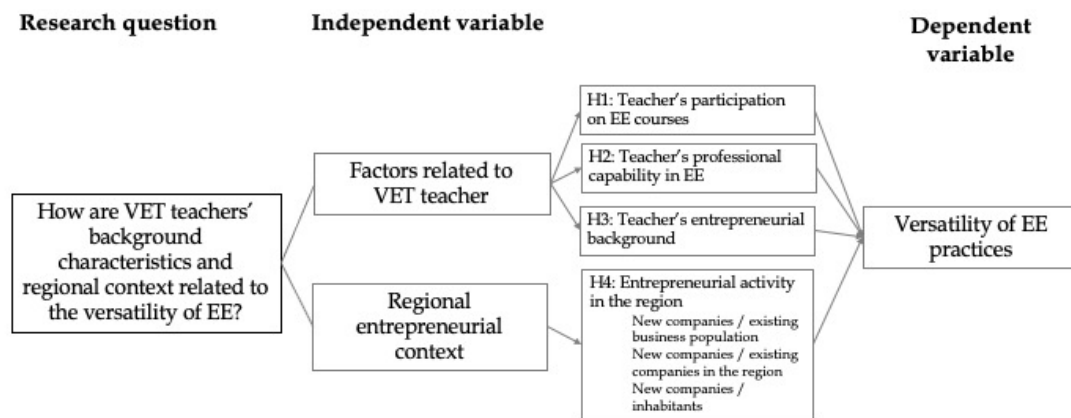 Research question
Independent variable
Dependent
variable
How are VET teachers'
background
characteristics and
regional context related to
the versatility of EE?
Factors related to
VET teacher
Regional
entrepreneurial
context
H1: Teacher's participation
on EE courses
H2: Teacher's professional
capability in EE
H3: Teacher's entrepreneurial
background
H4: Entrepreneurial activity
in the region
New companies / existing
business population
New companies / existing
companies in the region
New companies /
inhabitants
Versatility of EE
practices